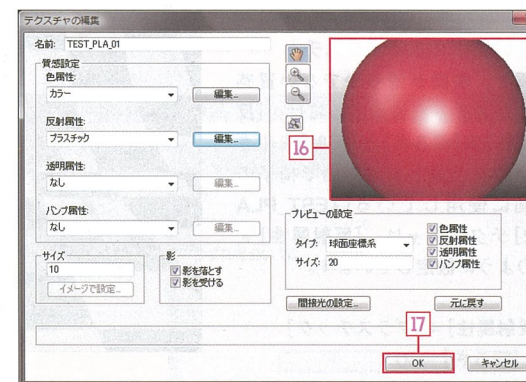 テクスチャの編集
名前: TEST_PLA_01
質感設定
色属性:
カラー
編集...
反射属性:
プラスチック
編集...
透明属性:
なし
編集...
バンプ属性:
なし
編集...
サイズ
10
イメージで設定...
影
影を落とす
影を受ける
16
プレビューの設定
タイプ: 球面座標系
サイズ: 20
色属性
反射属性
透明属性
バンプ属性
間接光の設定...
元に戻す
17
OK
キャンセル